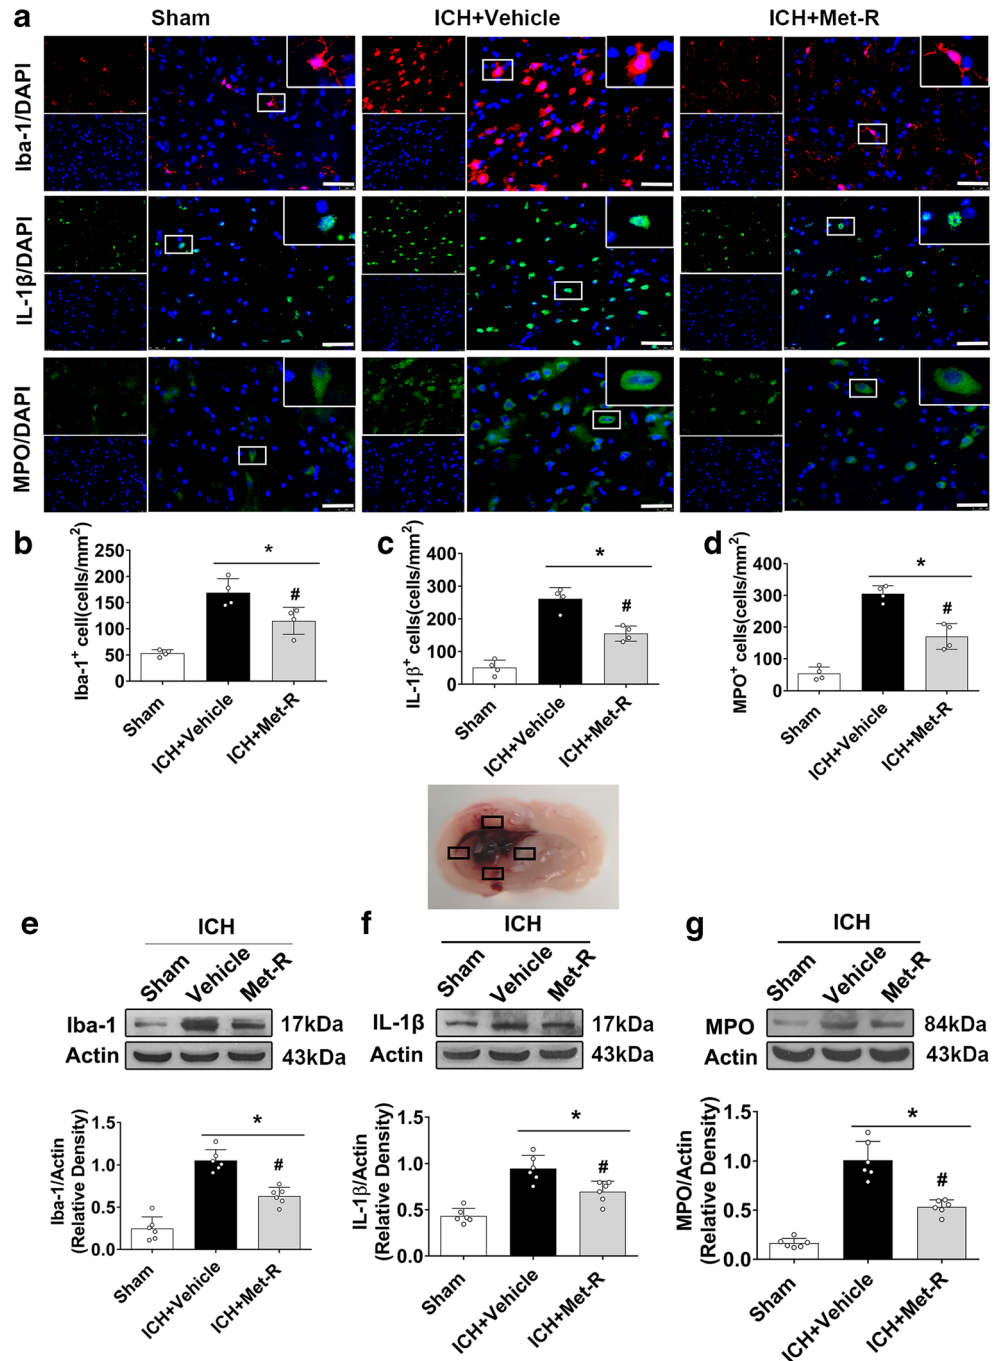 a
Sham
ICH+Vehicle
ICH+Met-R
Iba-1/DAPI
IL-1β/DAPI
MPO/DAPI
b
Iba-1+ cell(cells/mm2)
250
200
150
100
50
0
*
#
Sham
ICH+Vehicle
ICH+Met-R
c
IL-1β+ cells(cells/mm2)
400
300
200
100
0
*
#
Sham
ICH+Vehicle
ICH+Met-R
d
MPO+ cells(cells/mm2)
400
300
200
100
0
*
#
Sham
ICH+Vehicle
ICH+Met-R
e
ICH
Sham
Vehicle
Met-R
Iba-1
17kDa
Actin
43kDa
Iba-1/Actin
(Relative Density)
1.5
1.0
0.5
0.0
*
#
Sham
ICH+Vehicle
ICH+Met-R
f
ICH
Sham
Vehicle
Met-R
IL-1β
17kDa
Actin
43kDa
IL-1β/Actin
(Relative Density)
1.5
1.0
0.5
0.0
*
#
Sham
ICH+Vehicle
ICH+Met-R
g
ICH
Sham
Vehicle
Met-R
MPO
84kDa
Actin
43kDa
MPO/Actin
(Relative Density)
1.5
1.0
0.5
0.0
*
#
Sham
ICH+Vehicle
ICH+Met-R